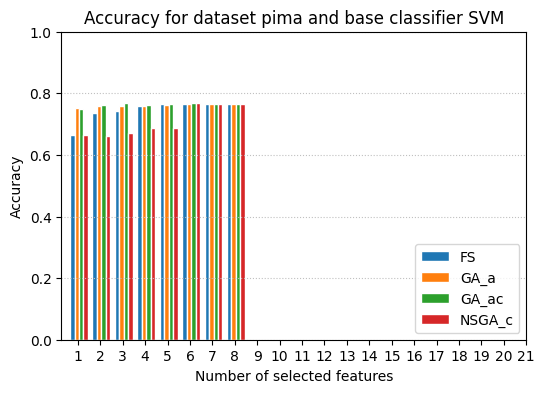 Accuracy for dataset pima and base classifier SVM
1.0
0.8
0.6
0.4
0.2
0.0
Accuracy
FS
GA_a
GA_ac
NSGA_c
1 2 3 4 5 6 7 8 9 10 11 12 13 14 15 16 17 18 19 20 21
Number of selected features